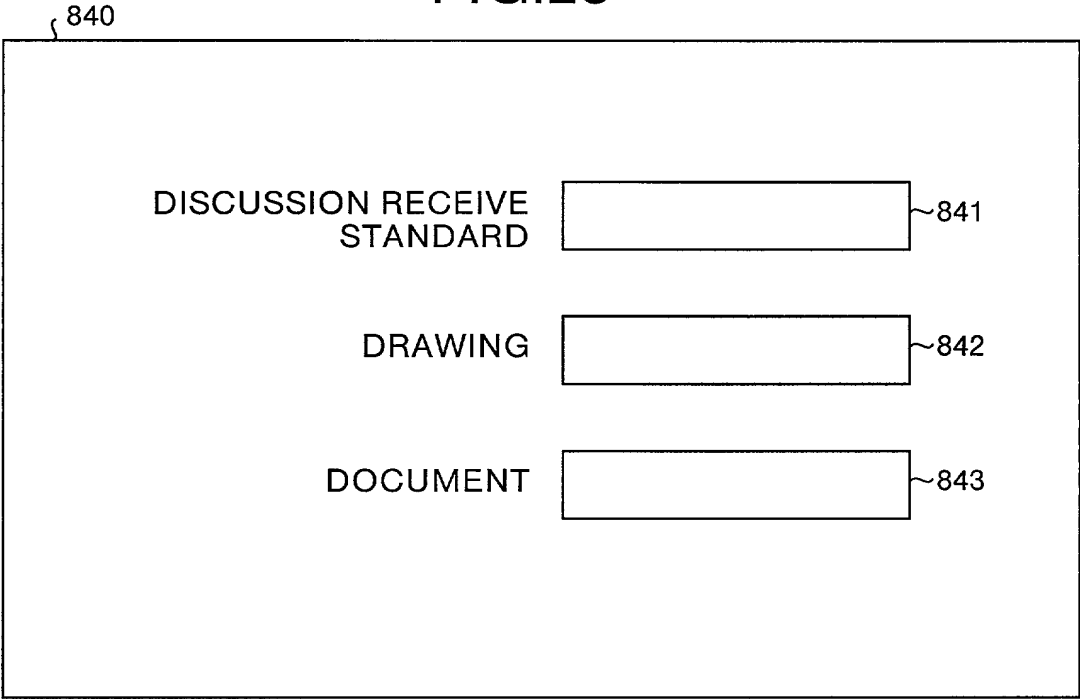 840
DISCUSSION RECEIVE
STANDARD
841
DRAWING
842
DOCUMENT
843